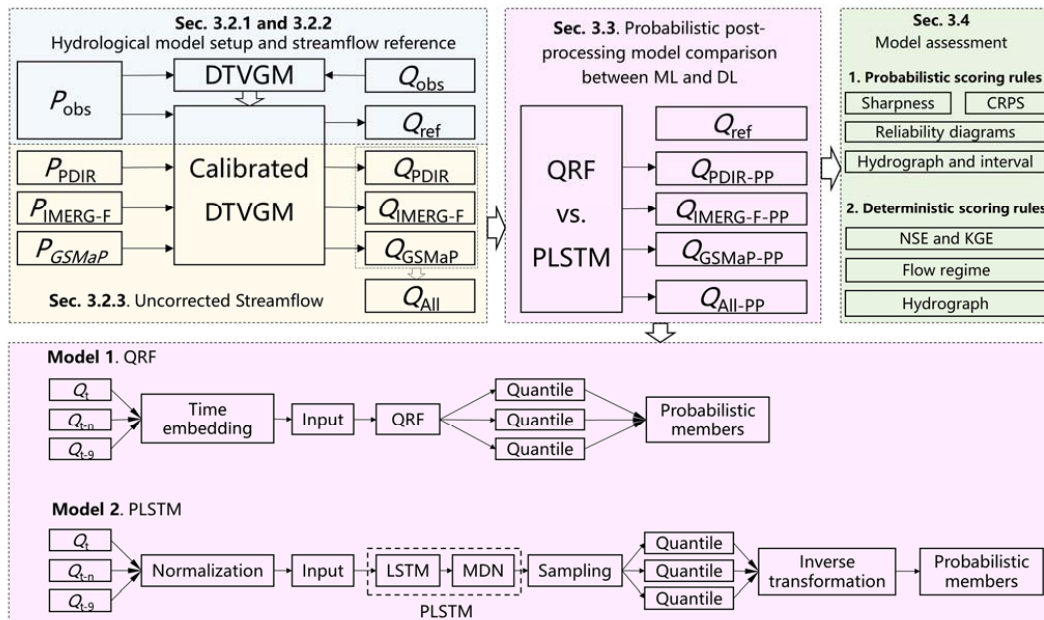 Sec. 3.2.1 and 3.2.2
Hydrological model setup and streamflow reference
P_obs
DTVGM
Q_obs
Q_ref
P_PDIR
P_IMERG-F
P_GSMaP
Calibrated
DTVGM
Q_PDIR
Q_IMERG-F
Q_GSMaP
Q_All
Sec. 3.2.3. Uncorrected Streamflow
Sec. 3.3. Probabilistic post-
processing model comparison
between ML and DL
QRF
vs.
PLSTM
Q_ref
Q_PDIR-PP
Q_IMERG-F-PP
Q_GSMaP-PP
Q_All-PP
Sec. 3.4
Model assessment
1. Probabilistic scoring rules
Sharpness
CRPS
Reliability diagrams
Hydrograph and interval
2. Deterministic scoring rules
NSE and KGE
Flow regime
Hydrograph
Model 1. QRF
Q_t
Q_t-n
Q_t-9
Time
embedding
Input
QRF
Quantile
Quantile
Quantile
Probabilistic
members
Model 2. PLSTM
Q_t
Q_t-n
Q_t-9
Normalization
Input
LSTM
MDN
PLSTM
Sampling
Quantile
Quantile
Quantile
Inverse
transformation
Probabilistic
members